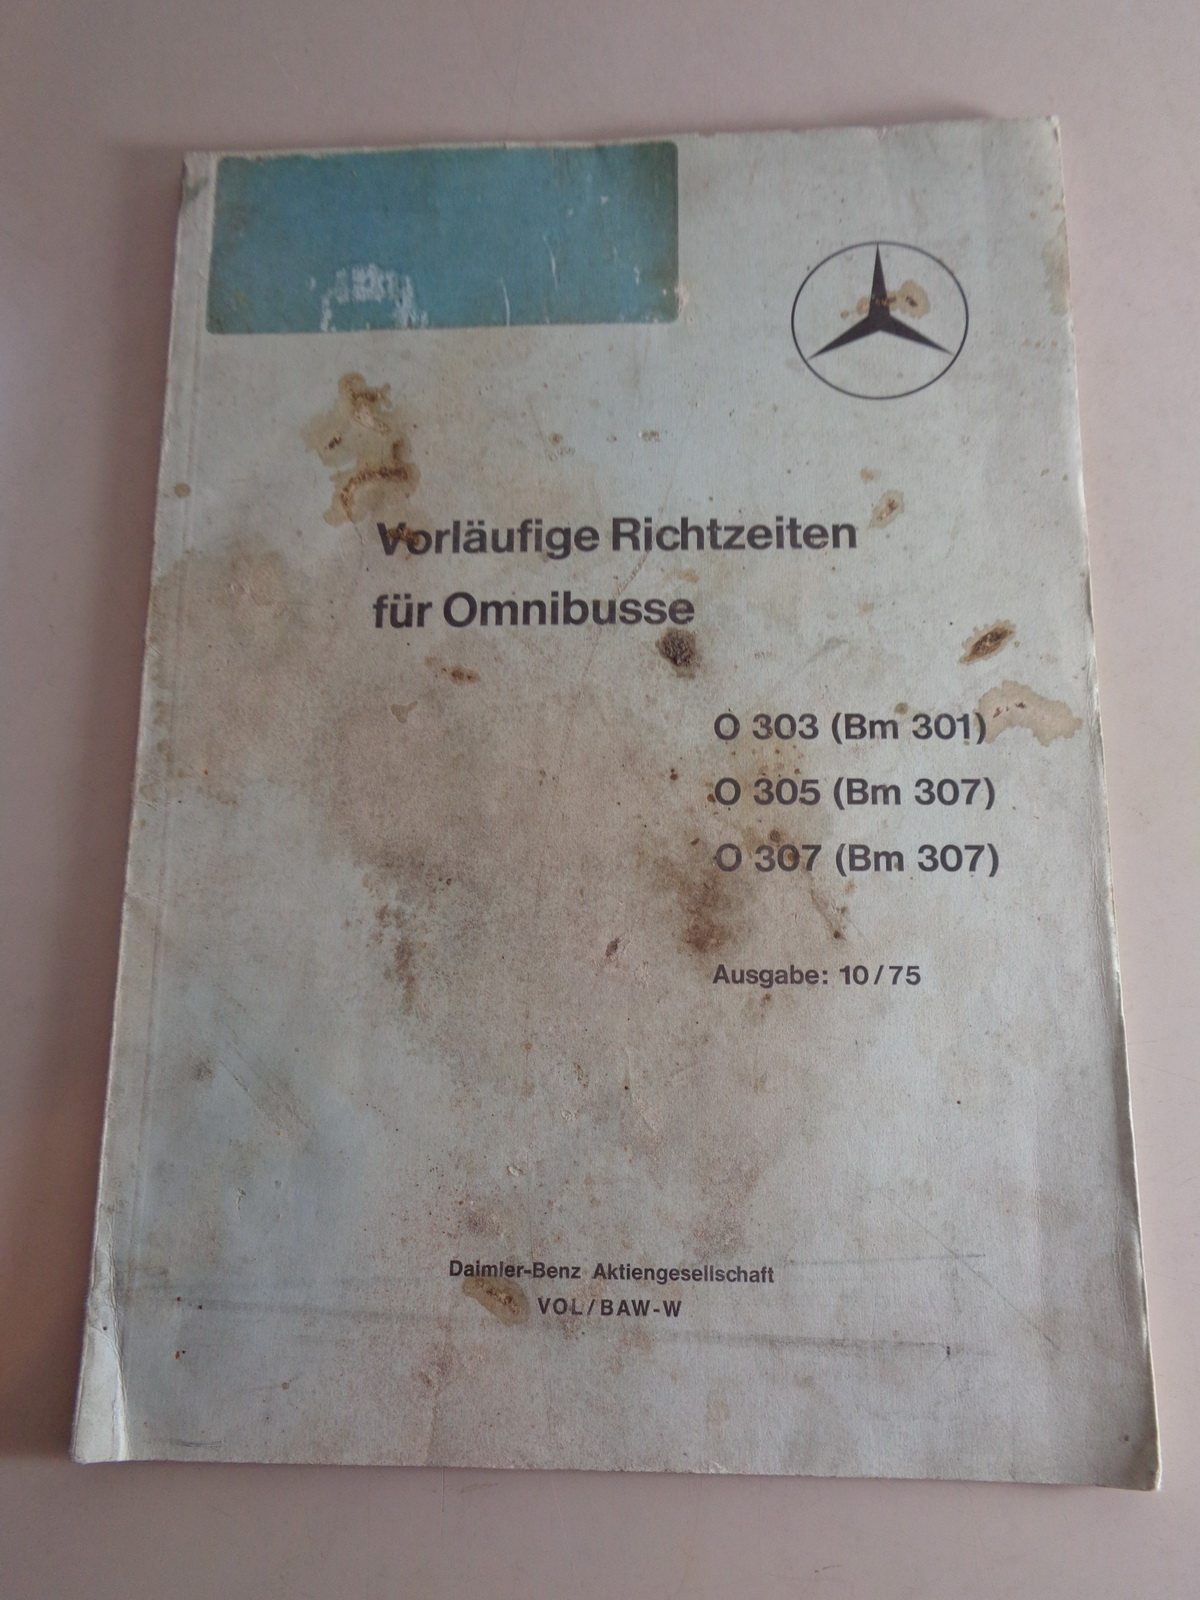 Vorläufige Richtzeiten
für Omnibusse
O 303 (Bm 301)
O 305 (Bm 307)
O 307 (Bm 307)
Ausgabe: 10/75
Daimler-Benz Aktiengesellschaft
VOL/BAW-W